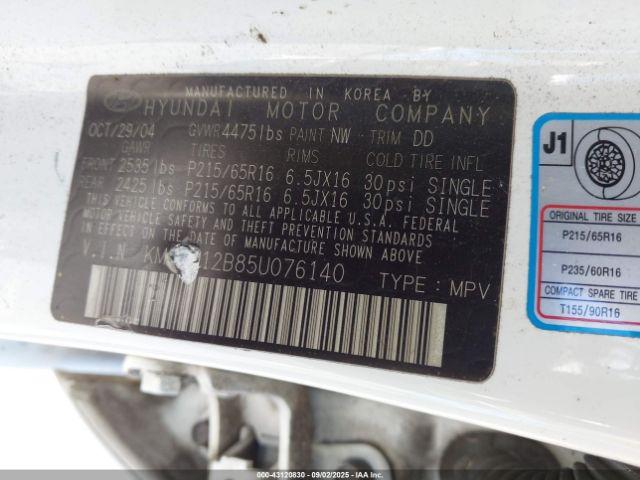 MANUFACTURED IN KOREA BY
HYUNDAI MOTOR COMPANY
OCT/29/04 GVWR 4475lbs PAINT NW TRIM DD
GAWR TIRES RIMS COLD TIRE INFL
FRONT 2535lbs P215/65R16 6.5JX16 30psi SINGLE
REAR 2425lbs P215/65R16 6.5JX16 30psi SINGLE
THIS VEHICLE CONFORMS TO ALL APPLICABLE U.S.A. FEDERAL
MOTOR VEHICLE SAFETY AND THEFT PREVENTION STANDARDS
IN EFFECT ON THE DATE OF MANUFACTURE SHOWN ABOVE
V.I.N. KM 12B85U076140 TYPE: MPV
J1
ORIGINAL TIRE SIZE
P215/65R16
P235/60R16
COMPACT SPARE TIRE
T155/90R16
000-43120830 - 09/02/2025 - IAAI.COM